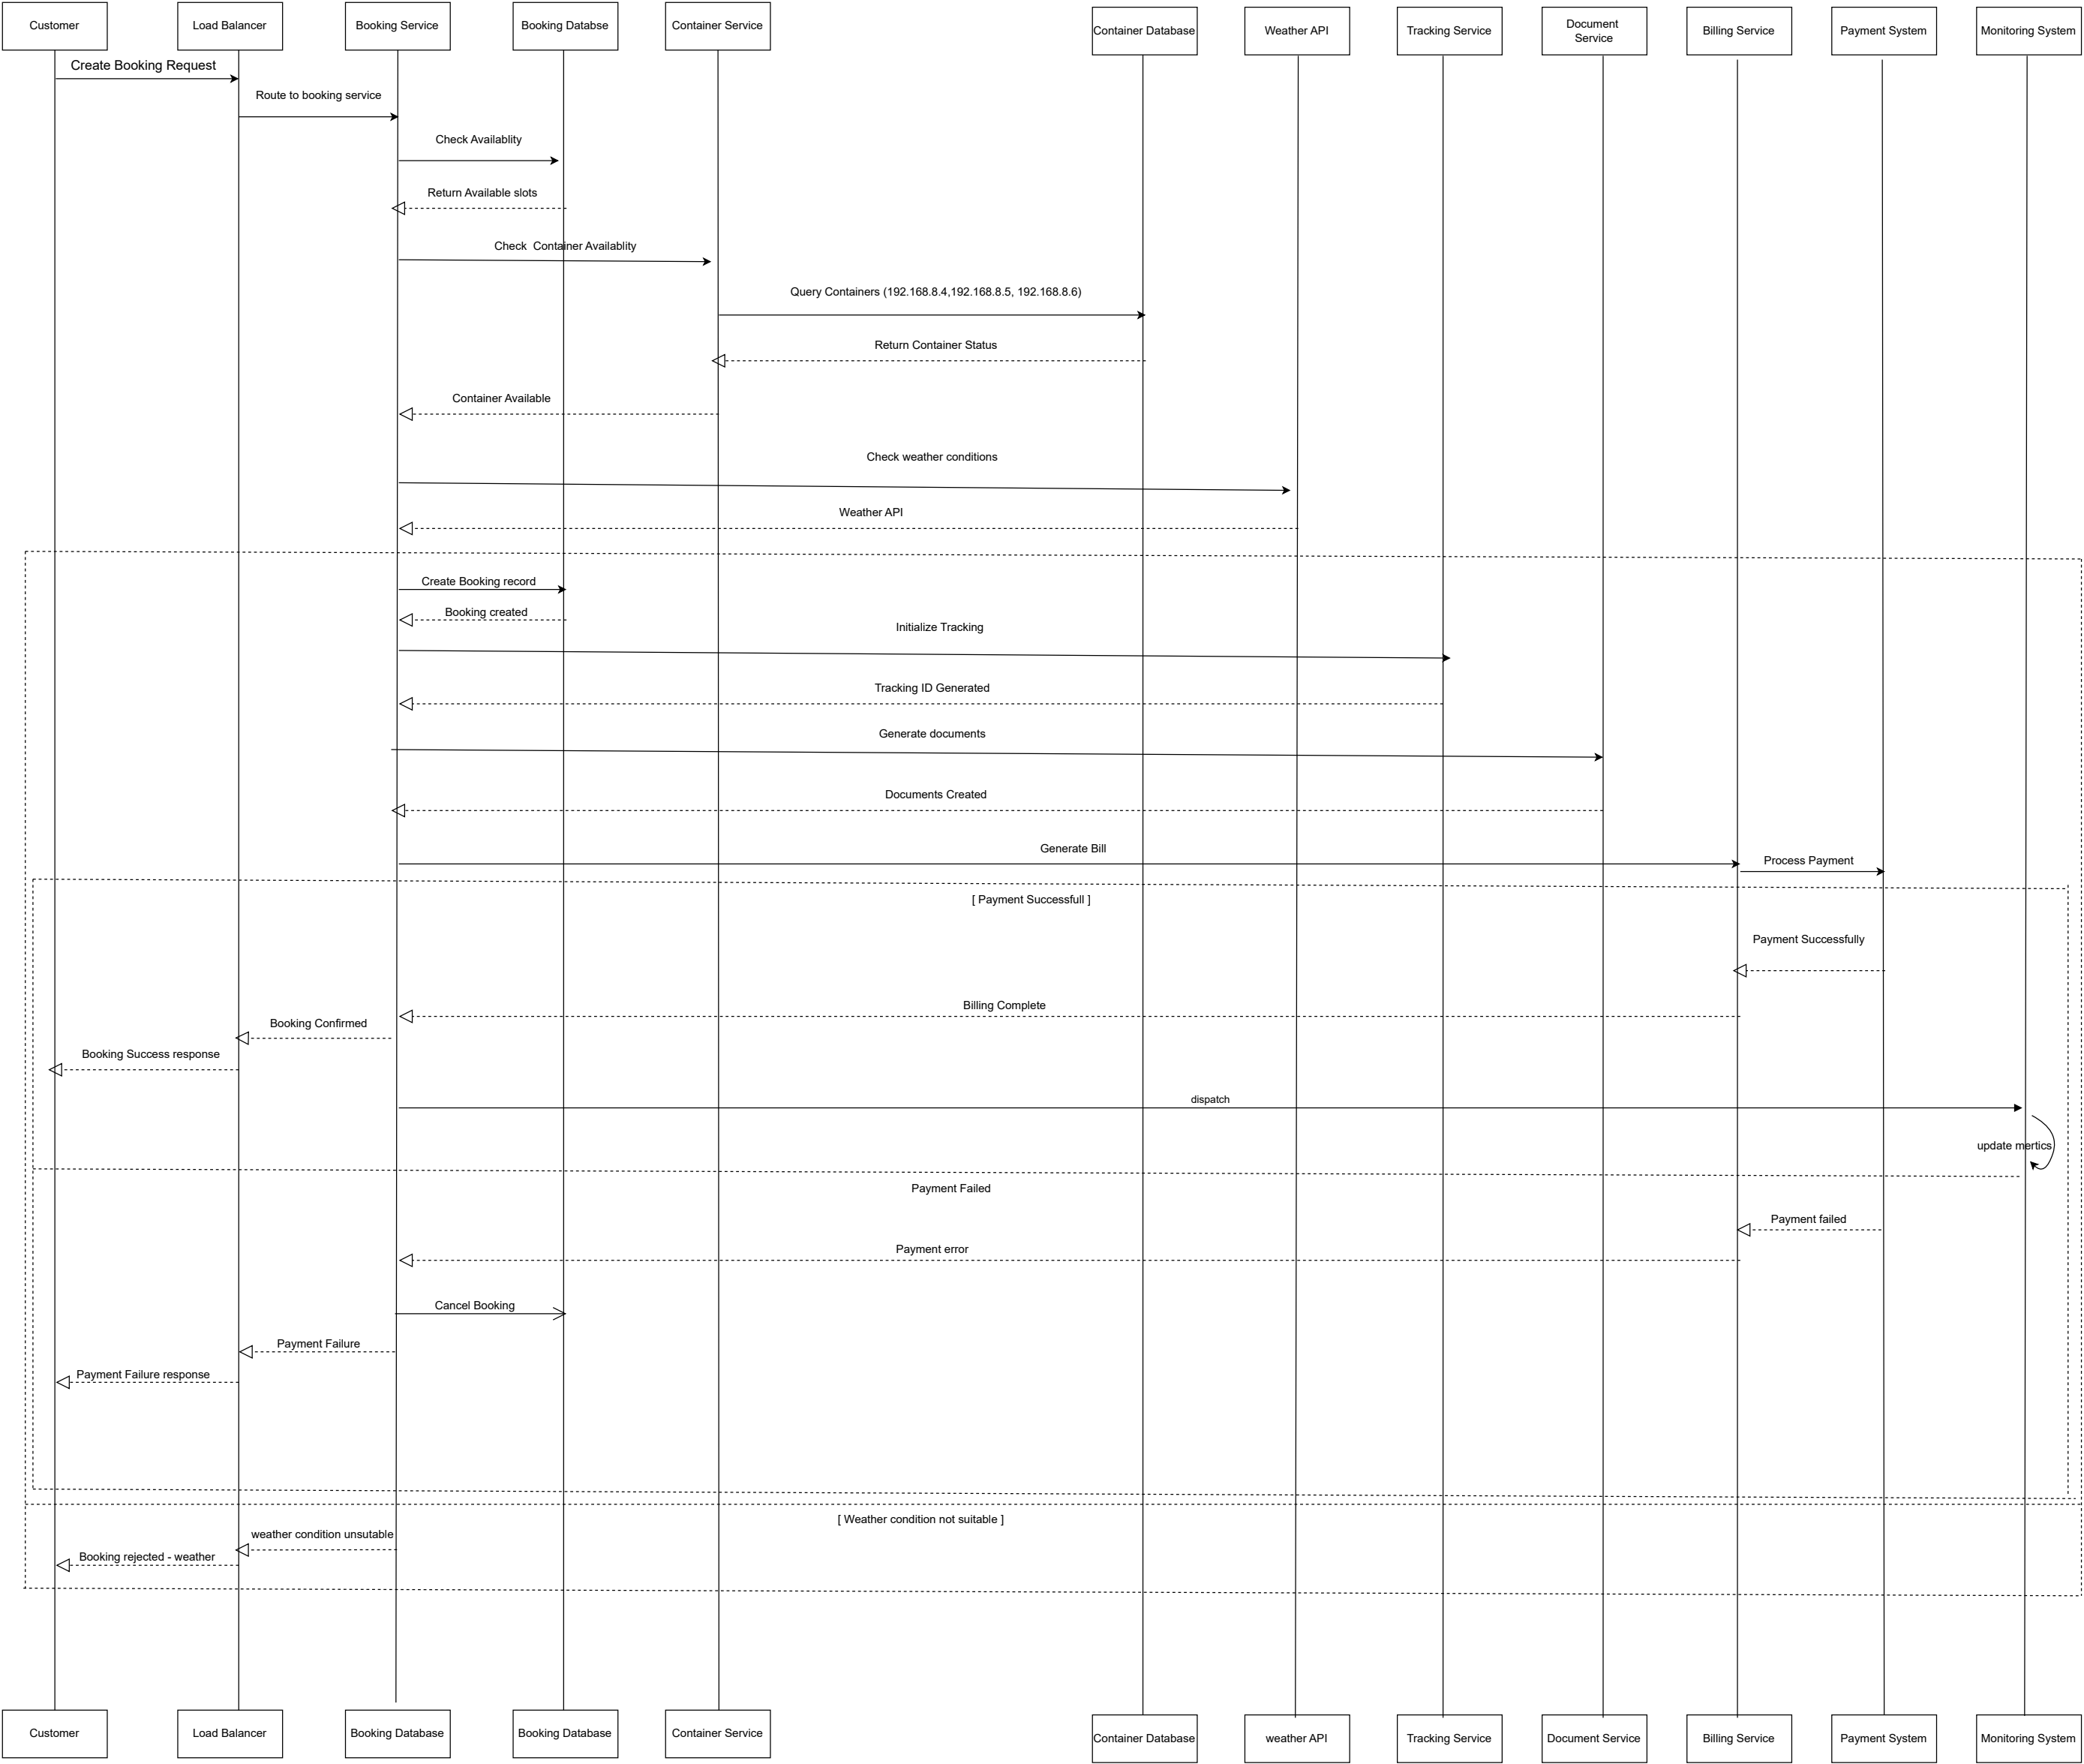 Customer
Load Balancer
Booking Service
Booking Databse
Container Service
Container Database
Weather API
Tracking Service
Document
Service
Billing Service
Payment System
Monitoring System
Create Booking Request
Route to booking service
Check Availablity
Return Available slots
Check  Container Availablity
Query Containers (192.168.8.4,192.168.8.5, 192.168.8.6)
Return Container Status
Container Available
Check weather conditions
Weather API
Create Booking record
Booking created
Initialize Tracking
Tracking ID Generated
Generate documents
Documents Created
Generate Bill
Process Payment
[ Payment Successfull ]
Payment Successfully
Billing Complete
Booking Confirmed
Booking Success response
dispatch
update mertics
Payment Failed
Payment failed
Payment error
Cancel Booking
Payment Failure
Payment Failure response
[ Weather condition not suitable ]
weather condition unsutable
Booking rejected - weather
Customer
Load Balancer
Booking Database
Booking Database
Container Service
Container Database
weather API
Tracking Service
Document Service
Billing Service
Payment System
Monitoring System